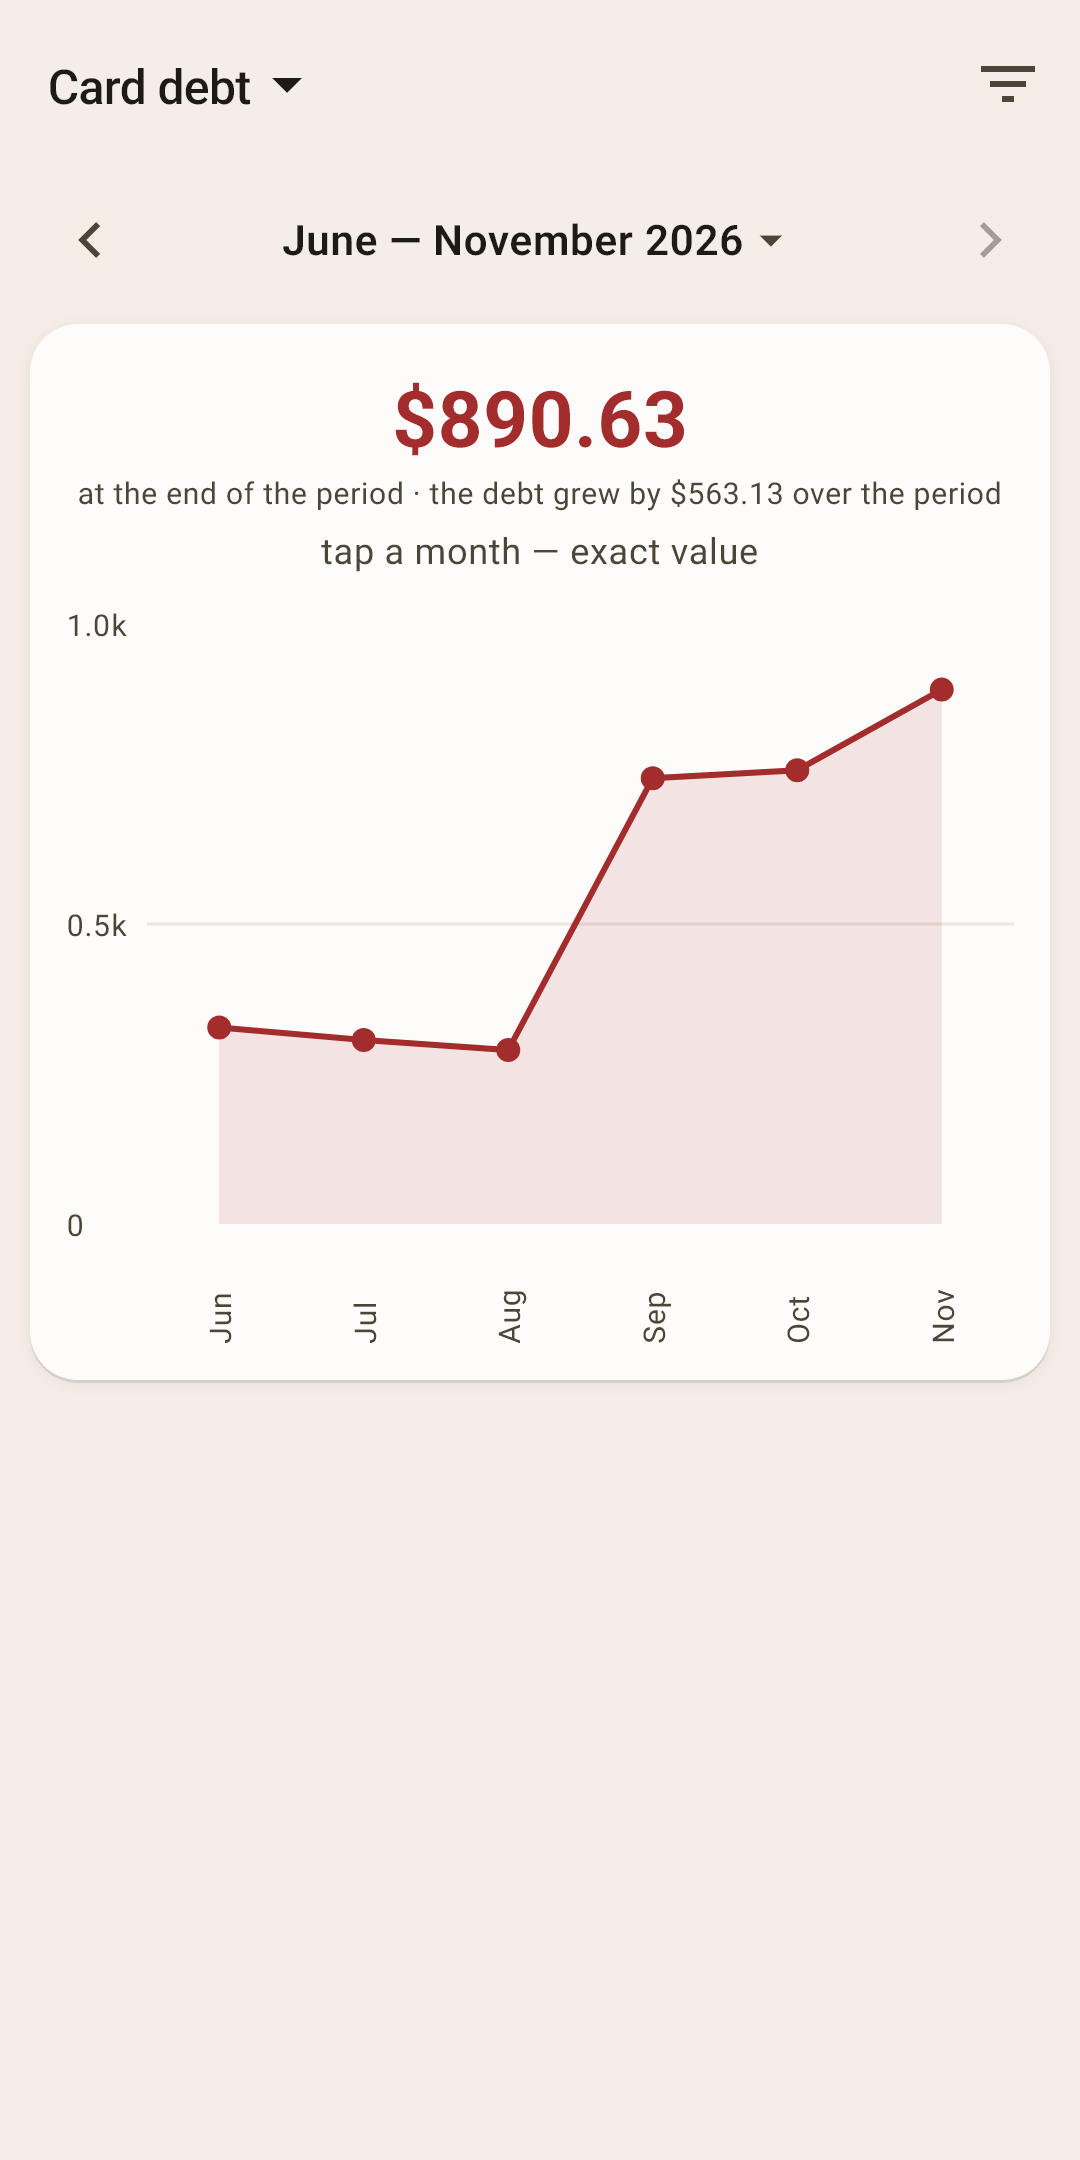 Card debt
June — November 2026
$890.63
at the end of the period · the debt grew by $563.13 over the period
tap a month — exact value
1.0k
0.5k
0
Jun
Jul
Aug
Sep
Oct
Nov